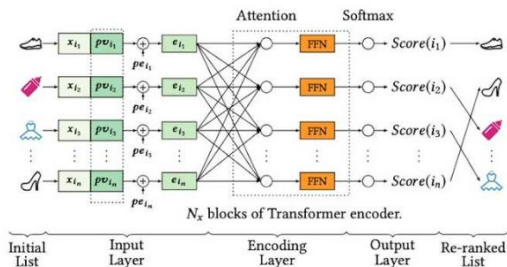 Attention Softmax
x_{i_1} pv_{i_1} e_{i_1} FFN Score(i_1)
pe_{i_1}
x_{i_2} pv_{i_2} e_{i_2} FFN Score(i_2)
pe_{i_2}
x_{i_3} pv_{i_3} e_{i_3} FFN Score(i_3)
pe_{i_3}
x_{i_n} pv_{i_n} e_{i_n} FFN Score(i_n)
pe_{i_n}
N_x blocks of Transformer encoder.
Initial Input Encoding Output Re-ranked
List Layer Layer Layer List